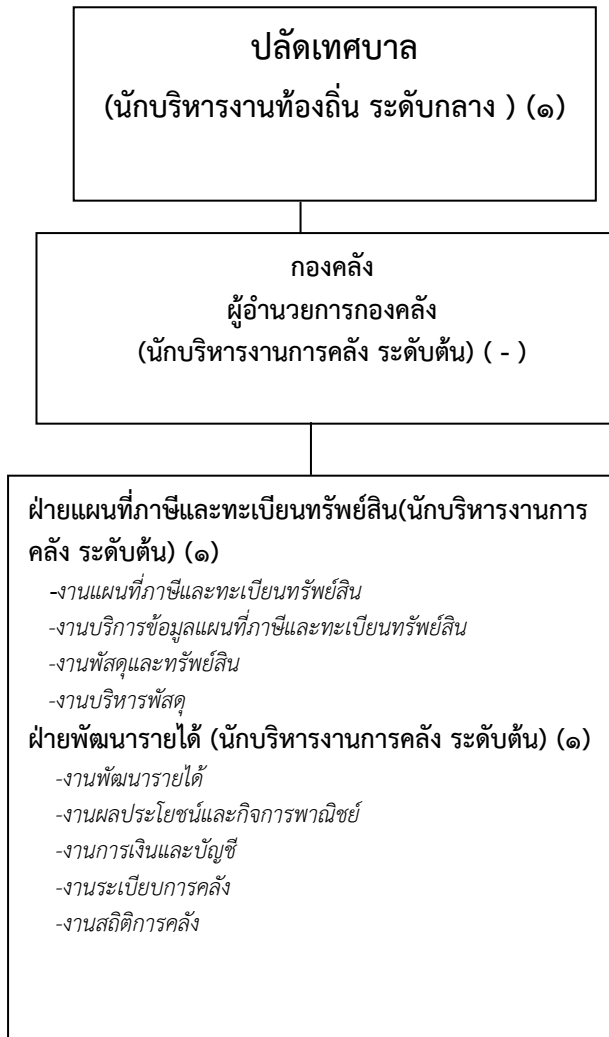 ปลัดเทศบาล
(นักบริหารงานท้องถิ่น ระดับกลาง ) (๑)
กองคลัง
ผู้อำนวยการกองคลัง
(นักบริหารงานการคลัง ระดับต้น) ( - )
ฝ่ายแผนที่ภาษีและทะเบียนทรัพย์สิน(นักบริหารงานการ
คลัง ระดับต้น) (๑)
-งานแผนที่ภาษีและทะเบียนทรัพย์สิน
-งานบริการข้อมูลแผนที่ภาษีและทะเบียนทรัพย์สิน
-งานพัสดุและทรัพย์สิน
-งานบริหารพัสดุ
ฝ่ายพัฒนารายได้ (นักบริหารงานการคลัง ระดับต้น) (๑)
-งานพัฒนารายได้
-งานผลประโยชน์และกิจการพาณิชย์
-งานการเงินและบัญชี
-งานระเบียบการคลัง
-งานสถิติการคลัง